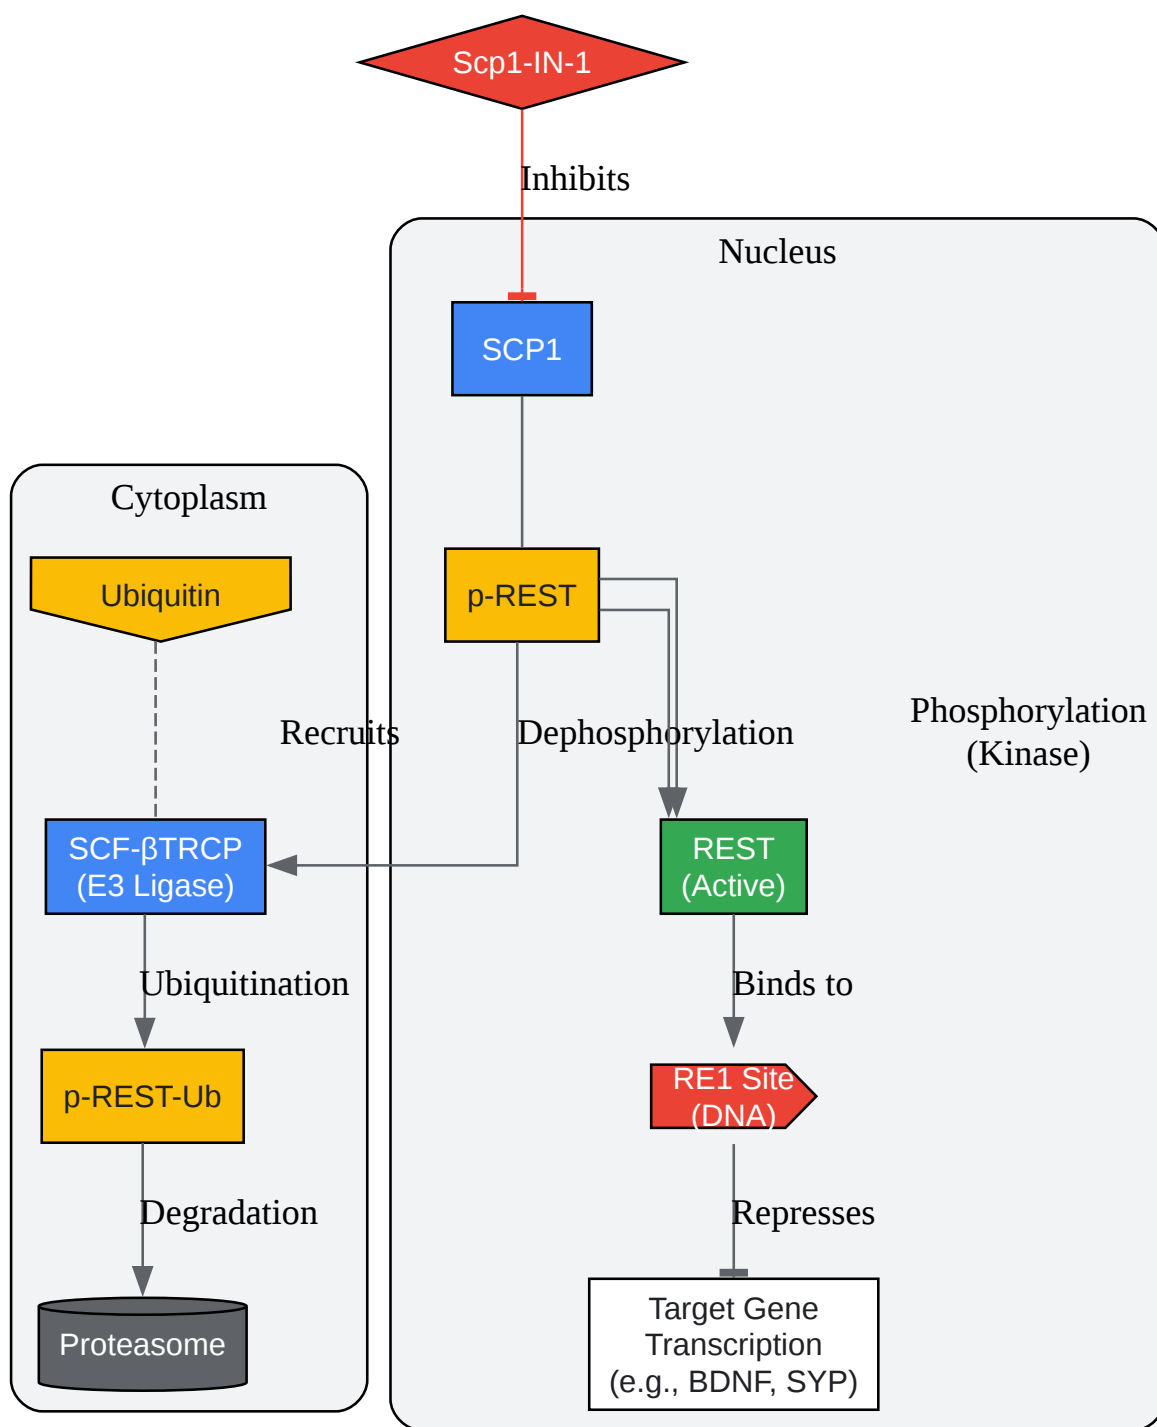 Scp1-IN-1
Inhibits
Nucleus
SCP1
Cytoplasm
Ubiquitin
p-REST
Recruits
Dephosphorylation
Phosphorylation
(Kinase)
SCF-βTRCP
(E3 Ligase)
REST
(Active)
Ubiquitination
Binds to
p-REST-Ub
RE1 Site
(DNA)
Degradation
Represses
Proteasome
Target Gene
Transcription
(e.g., BDNF, SYP)